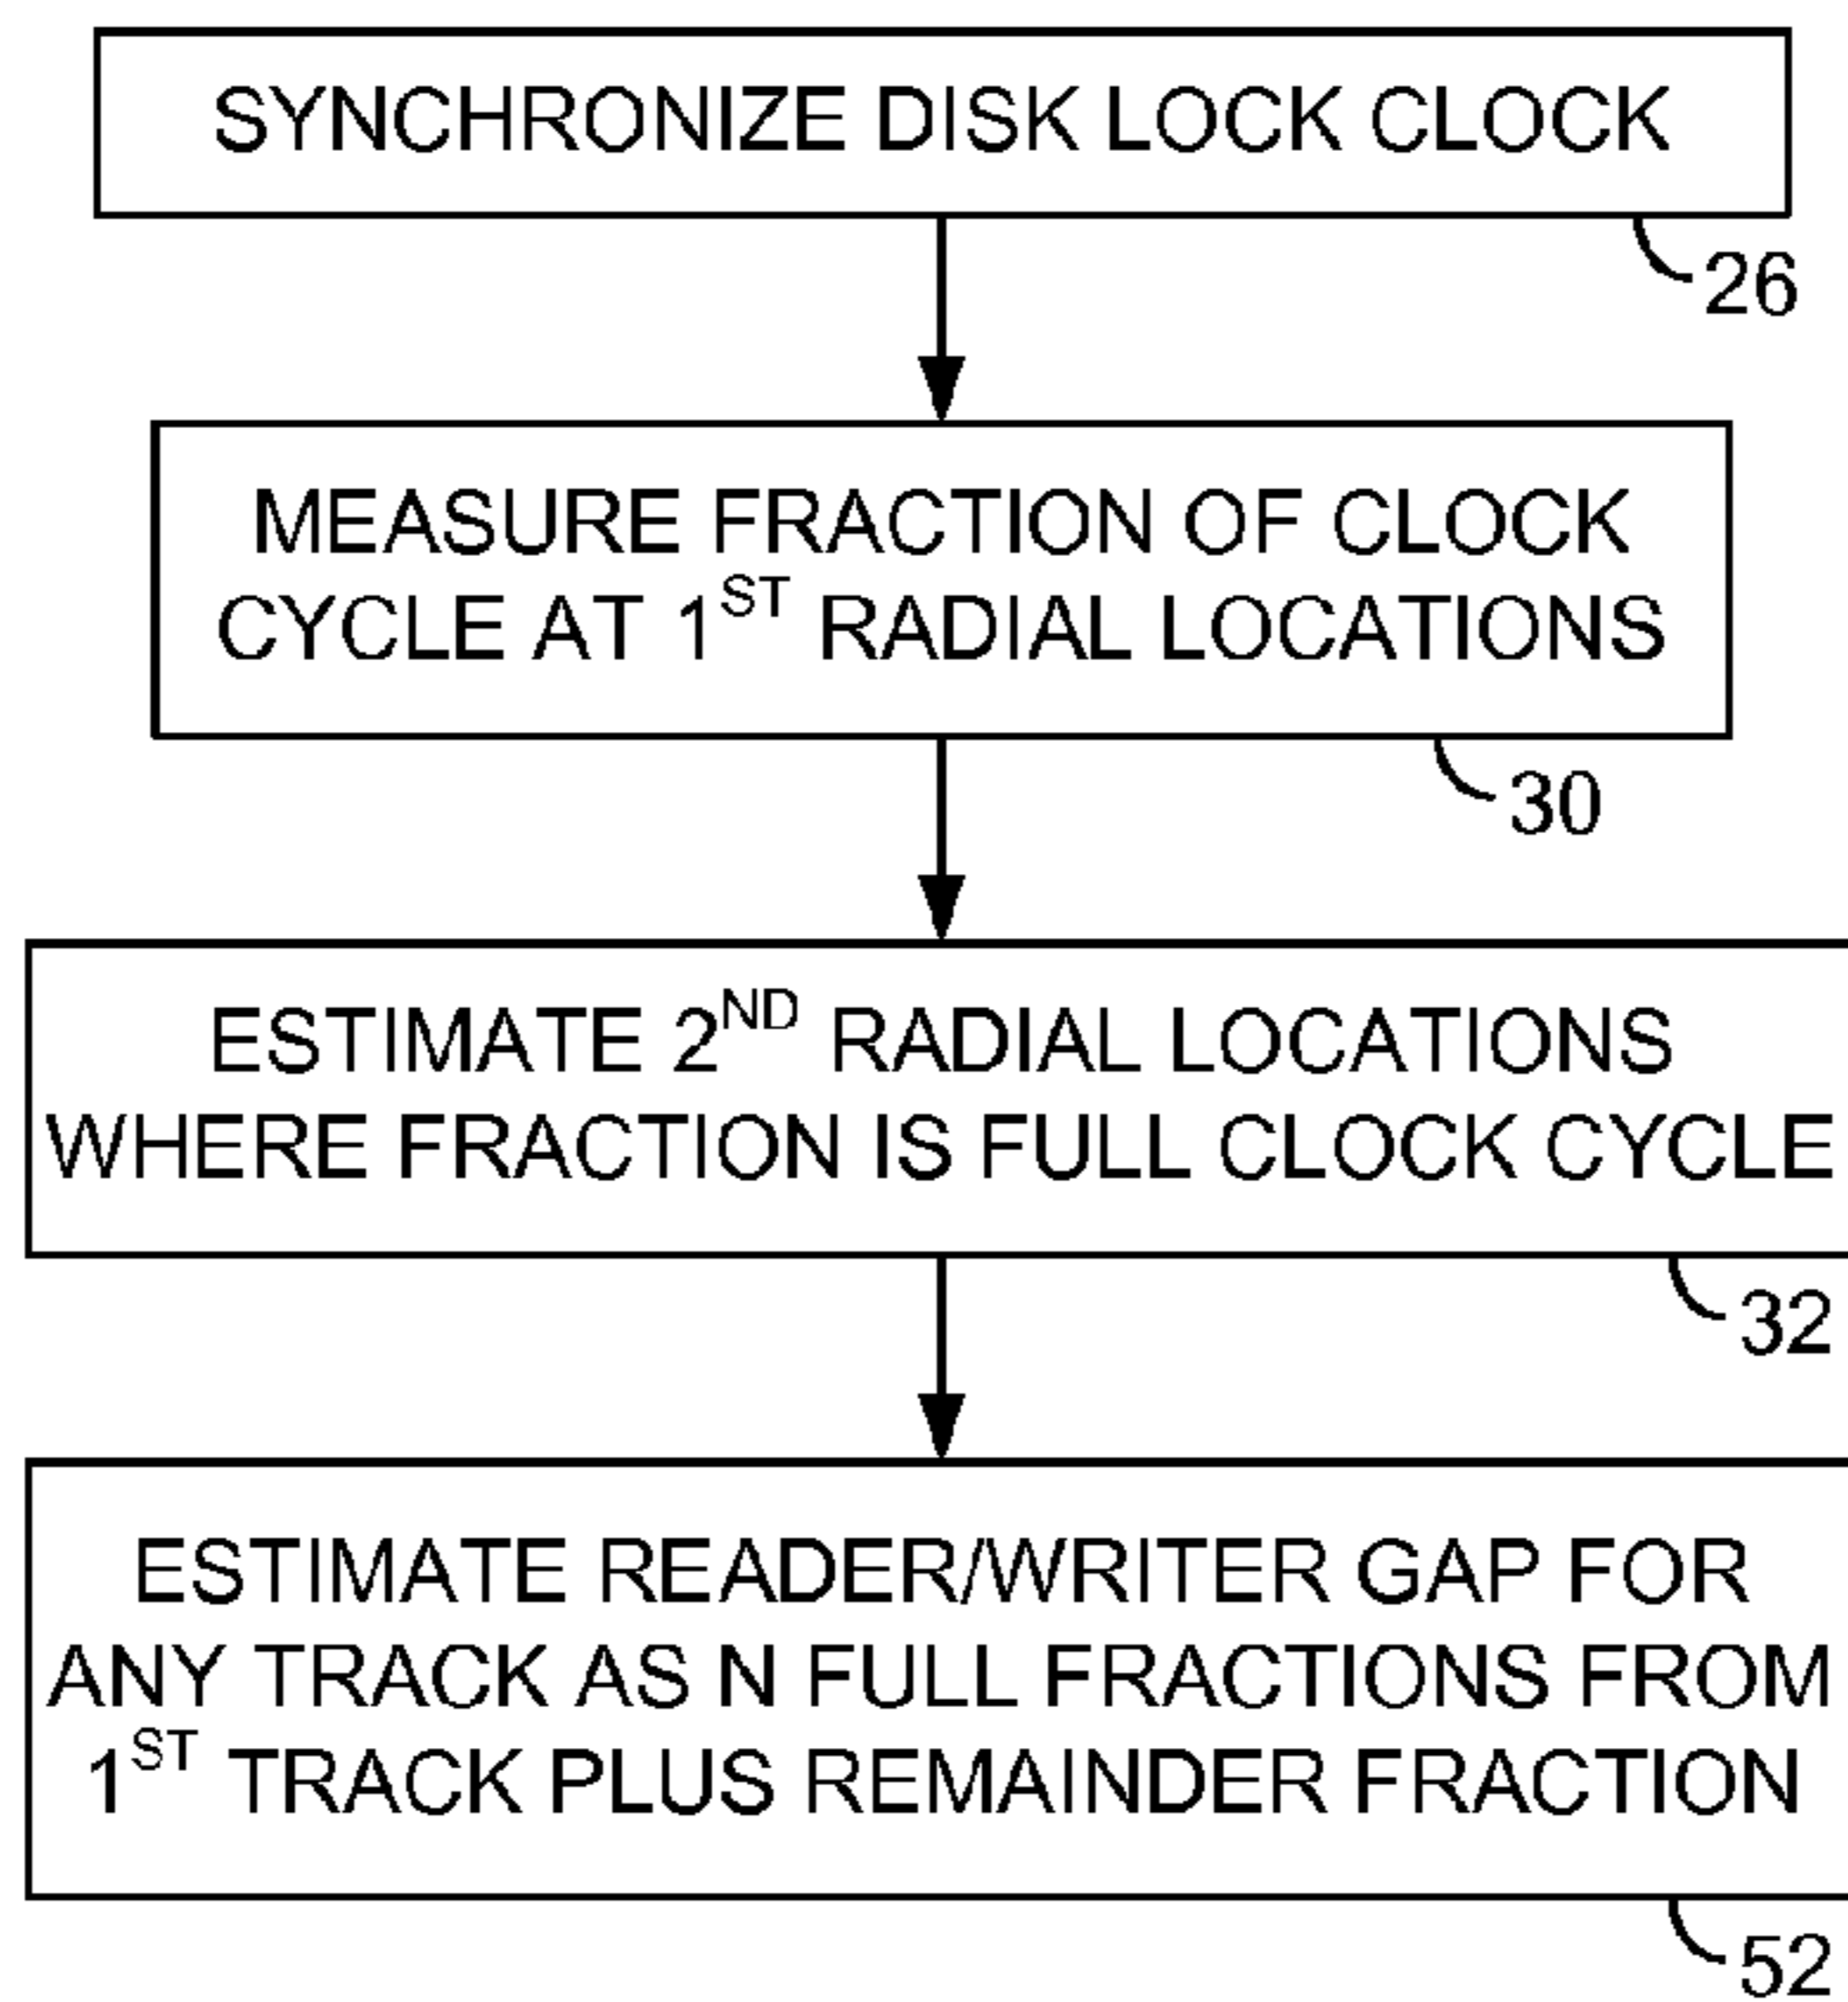 SYNCHRONIZE DISK LOCK CLOCK
26
MEASURE FRACTION OF CLOCK
CYCLE AT 1ST RADIAL LOCATIONS
30
ESTIMATE 2ND RADIAL LOCATIONS
WHERE FRACTION IS FULL CLOCK CYCLE
32
ESTIMATE READER/WRITER GAP FOR
ANY TRACK AS N FULL FRACTIONS FROM
1ST TRACK PLUS REMAINDER FRACTION
52